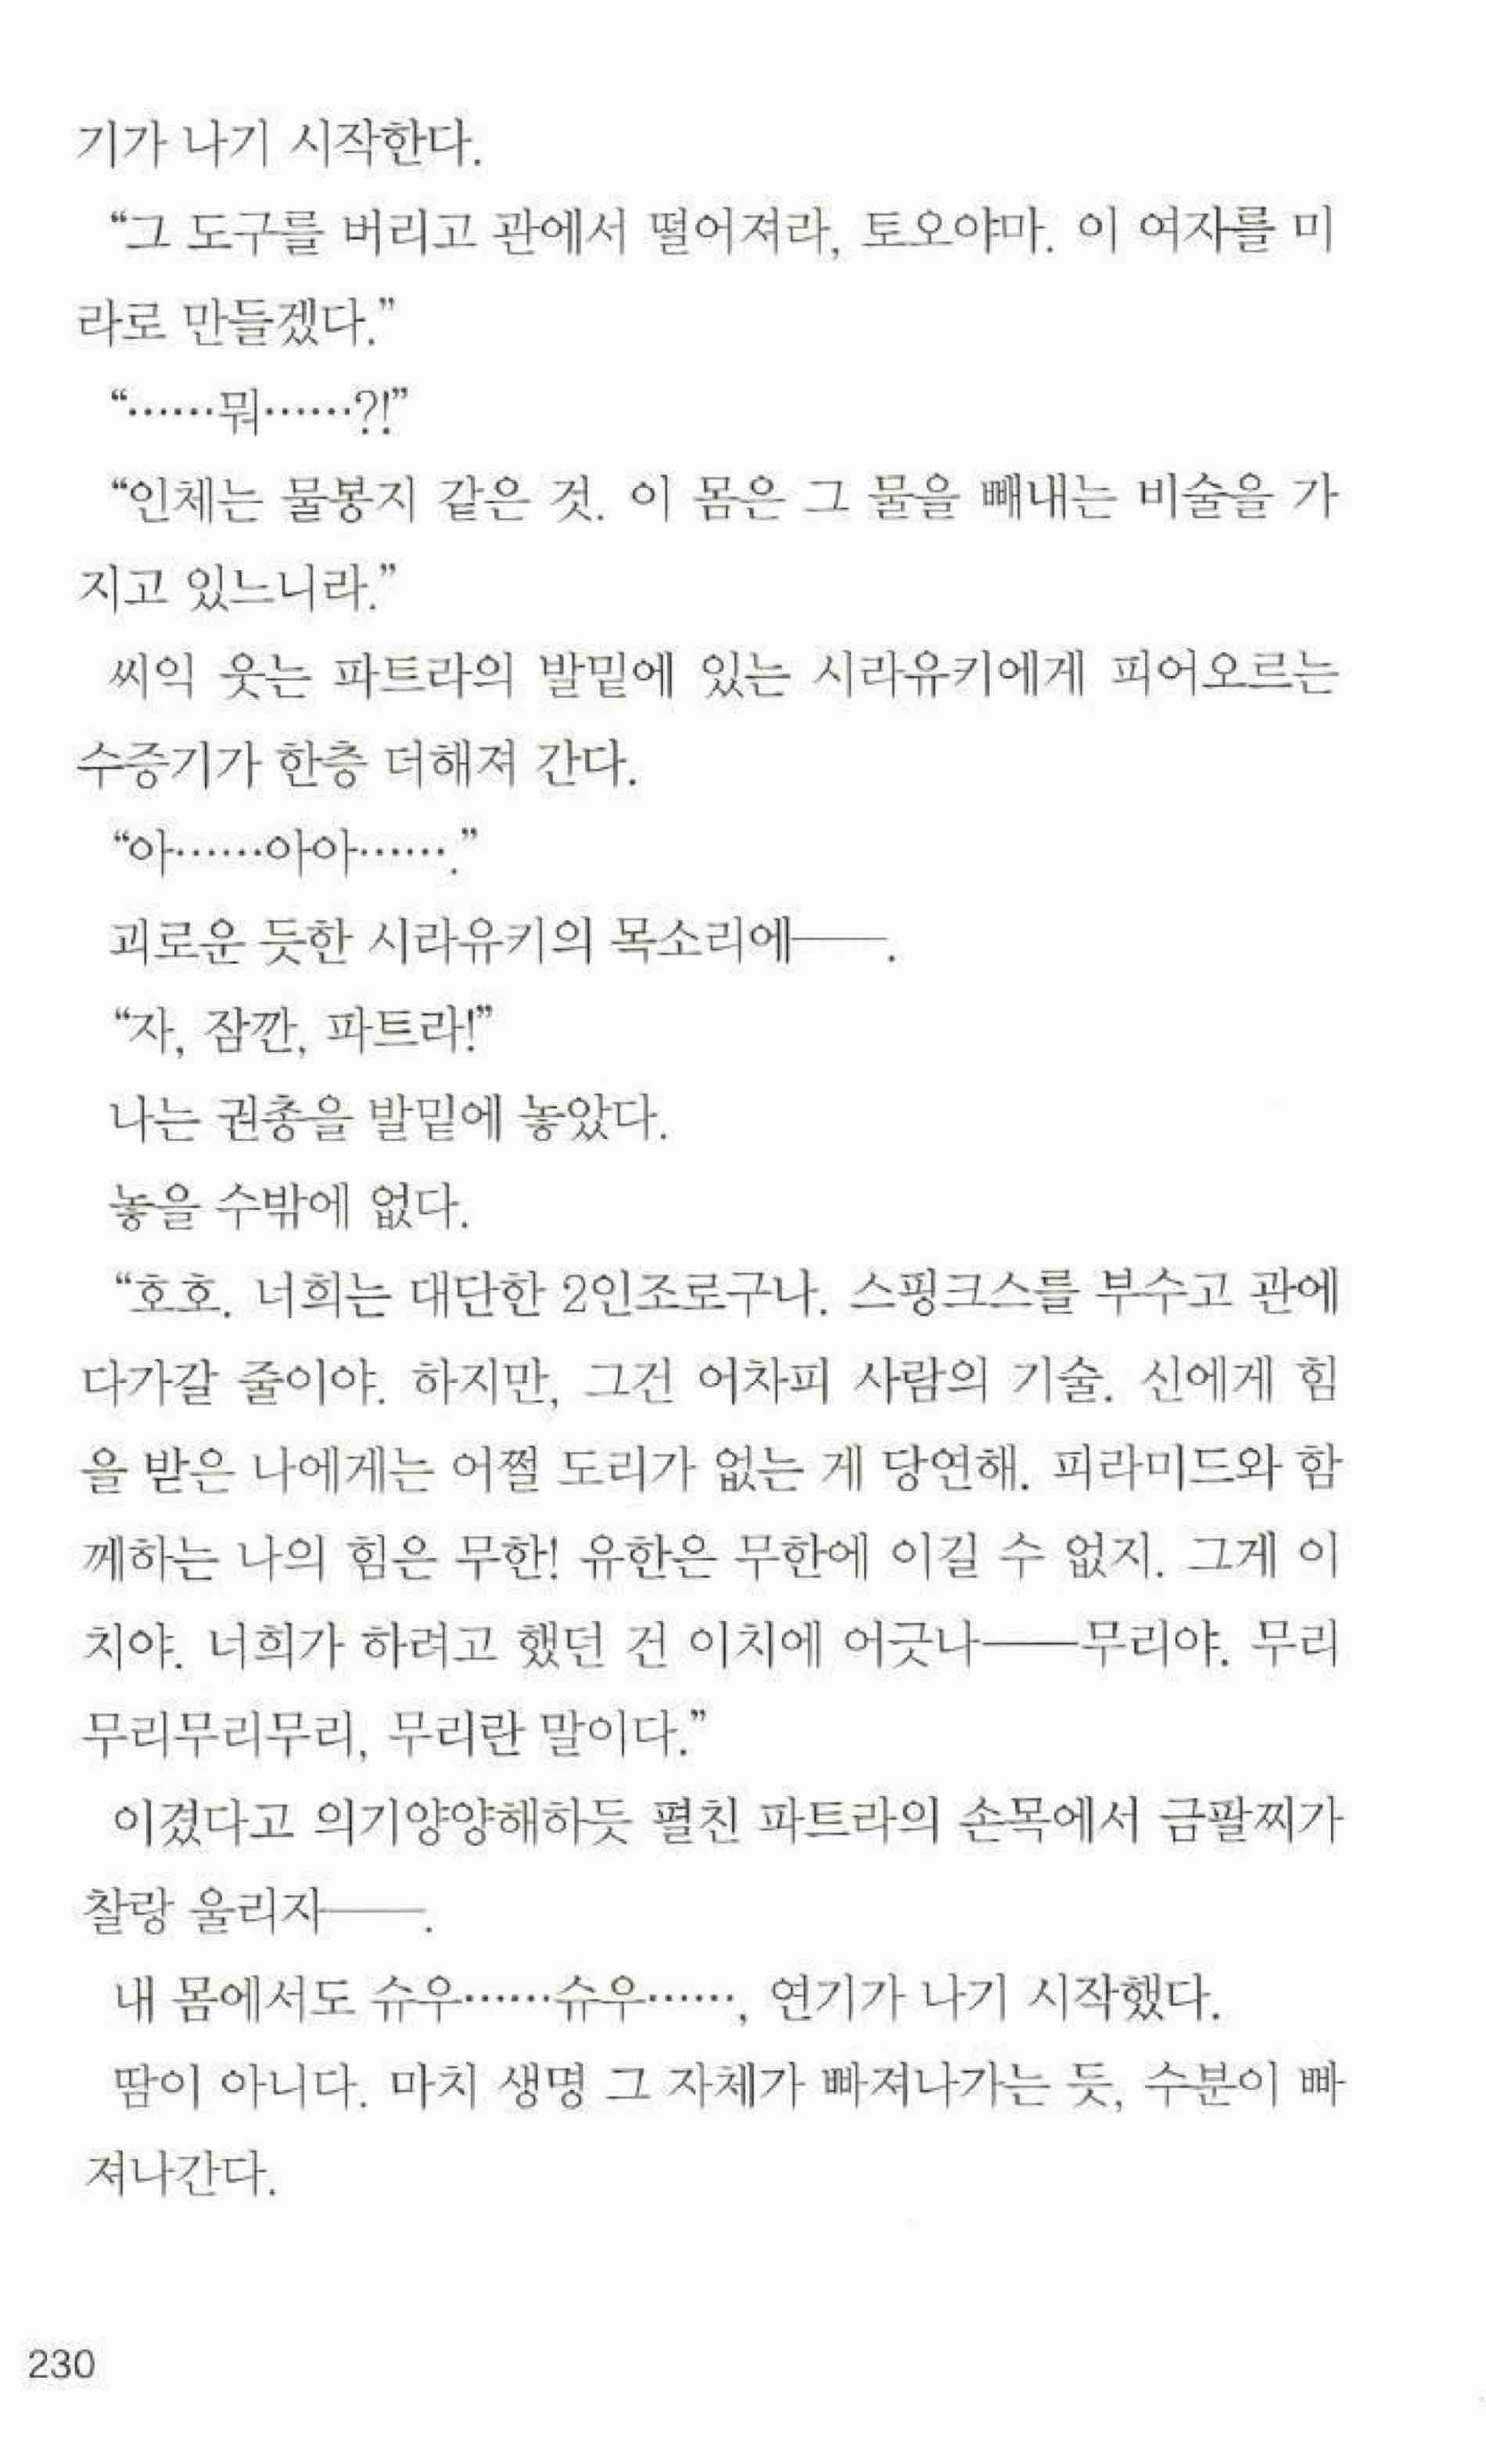 기가 나기 시작한다.
“그 도구를 버리고 관에서 떨어져라, 토오야마. 이 여자를 미
라로 만들겠다.”
“……뭐……?!”
“인체는 물봉지 같은 것. 이 몸은 그 물을 빼내는 비술을 가
지고 있느니라.”
씨익 웃는 파트라의 발밑에 있는 시라유키에게 피어오르는
수증기가 한층 더해져 간다.
“아……아아…….”
괴로운 듯한 시라유키의 목소리에──.
“자, 잠깐, 파트라!”
나는 권총을 발밑에 놓았다.
놓을 수밖에 없다.
“호호. 너희는 대단한 2인조로구나. 스핑크스를 부수고 관에
다가갈 줄이야. 하지만, 그건 어차피 사람의 기술. 신에게 힘
을 받은 나에게는 어쩔 도리가 없는 게 당연해. 피라미드와 함
께하는 나의 힘은 무한! 유한은 무한에 이길 수 없지. 그게 이
치야. 너희가 하려고 했던 건 이치에 어긋나──무리야. 무리
무리무리무리, 무리란 말이다.”
이겼다고 의기양양해하듯 펼친 파트라의 손목에서 금팔찌가
찰랑 울리자──.
내 몸에서도 슈우……슈우……, 연기가 나기 시작했다.
땀이 아니다. 마치 생명 그 자체가 빠져나가는 듯, 수분이 빠
져나간다.
230